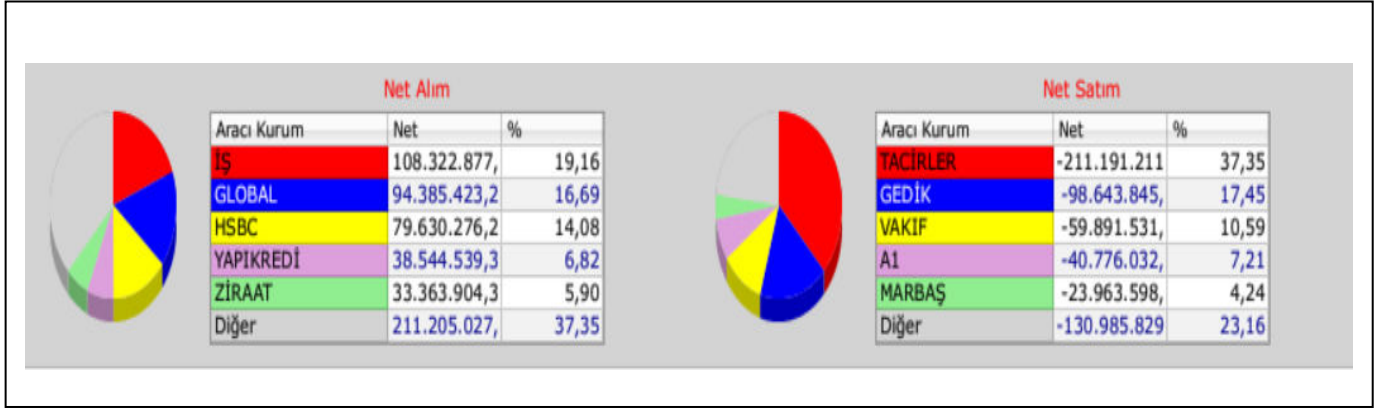 Net Alım
Aracı Kurum Net %
İŞ 108.322.877, 19,16
GLOBAL 94.385.423,2 16,69
HSBC 79.630.276,2 14,08
YAPIKREDİ 38.544.539,3 6,82
ZİRAAT 33.363.904,3 5,90
Diğer 211.205.027, 37,35
Net Satım
Aracı Kurum Net %
TACİRLER -211.191.211 37,35
GEDİK -98.643.845, 17,45
VAKIF -59.891.531, 10,59
A1 -40.776.032, 7,21
MARBAŞ -23.963.598, 4,24
Diğer -130.985.829 23,16